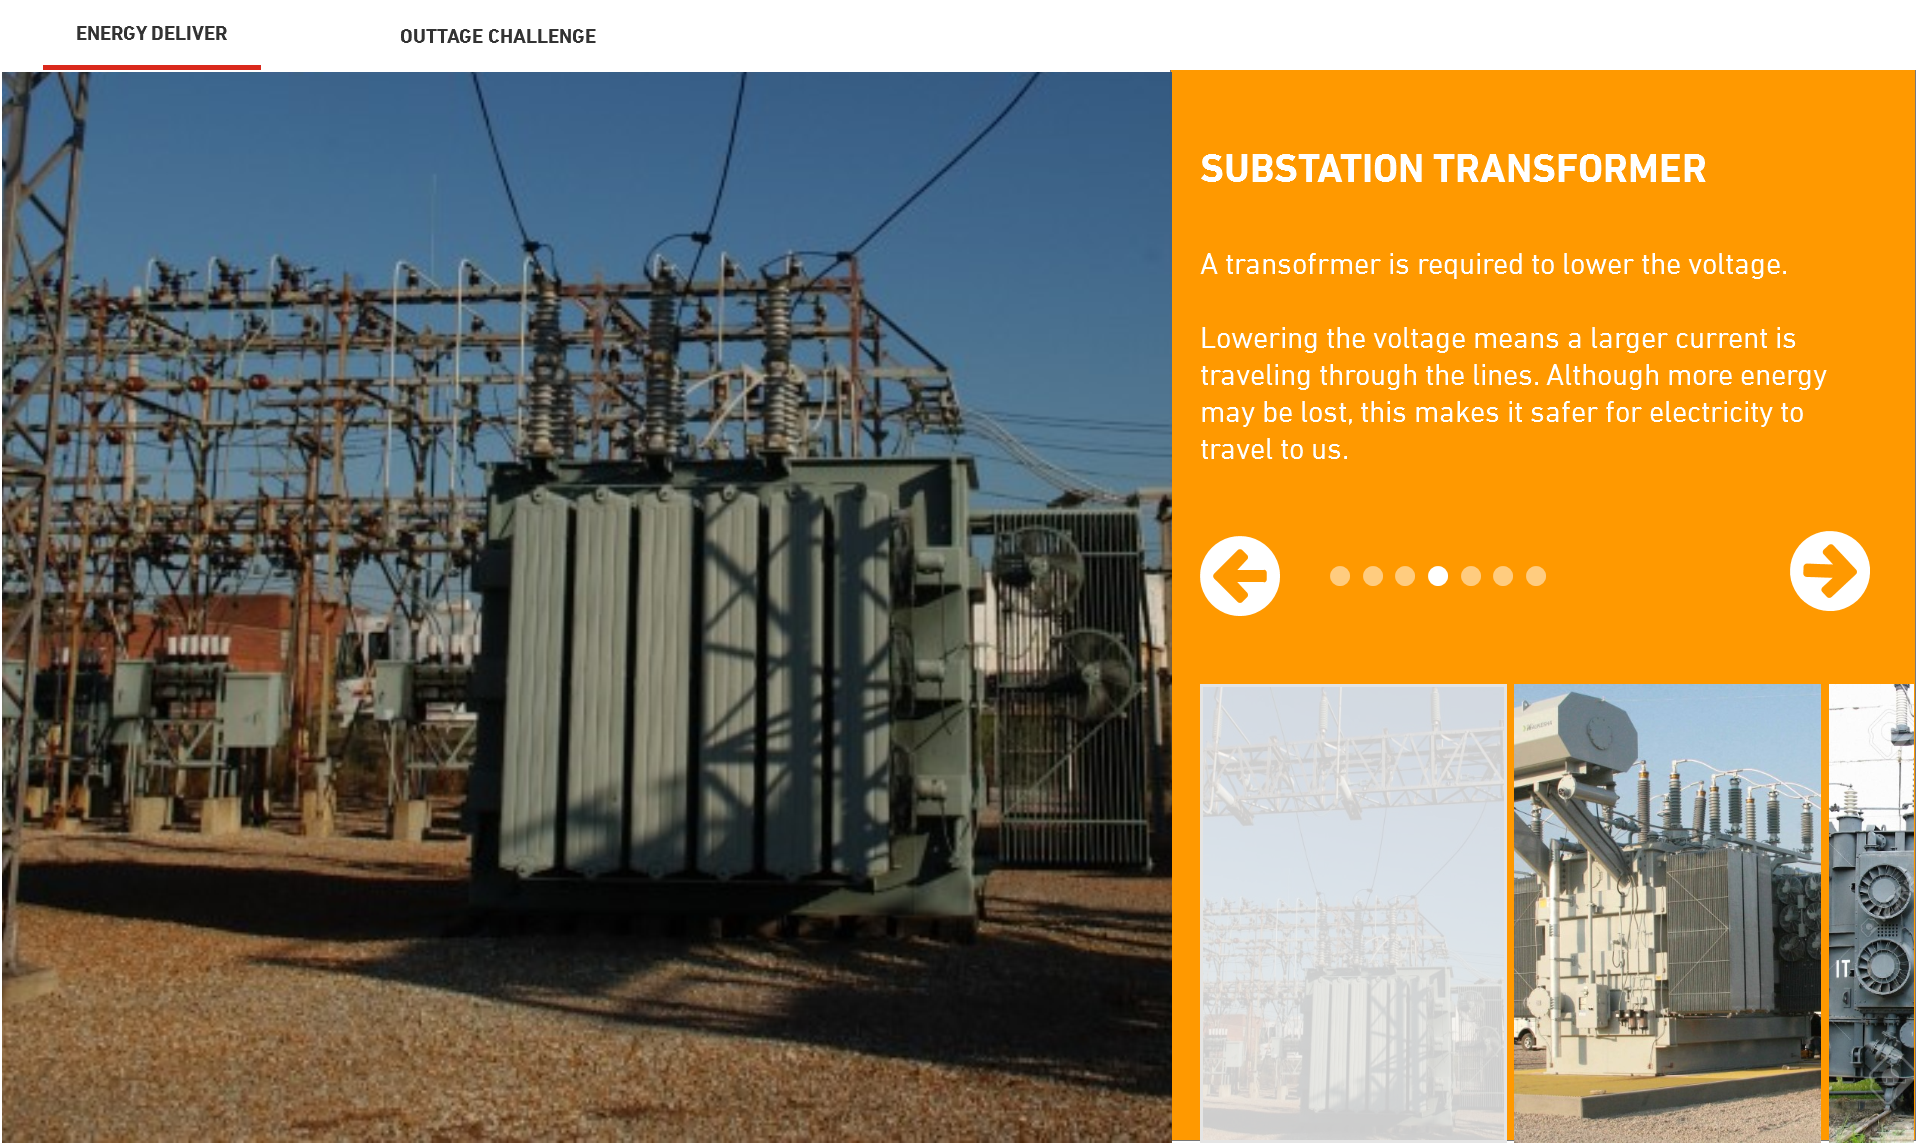 ENERGY DELIVER
OUTTAGE CHALLENGE
SUBSTATION TRANSFORMER
A transofrmer is required to lower the voltage.
Lowering the voltage means a larger current is
traveling through the lines. Although more energy
may be lost, this makes it safer for electricity to
travel to us.
IT